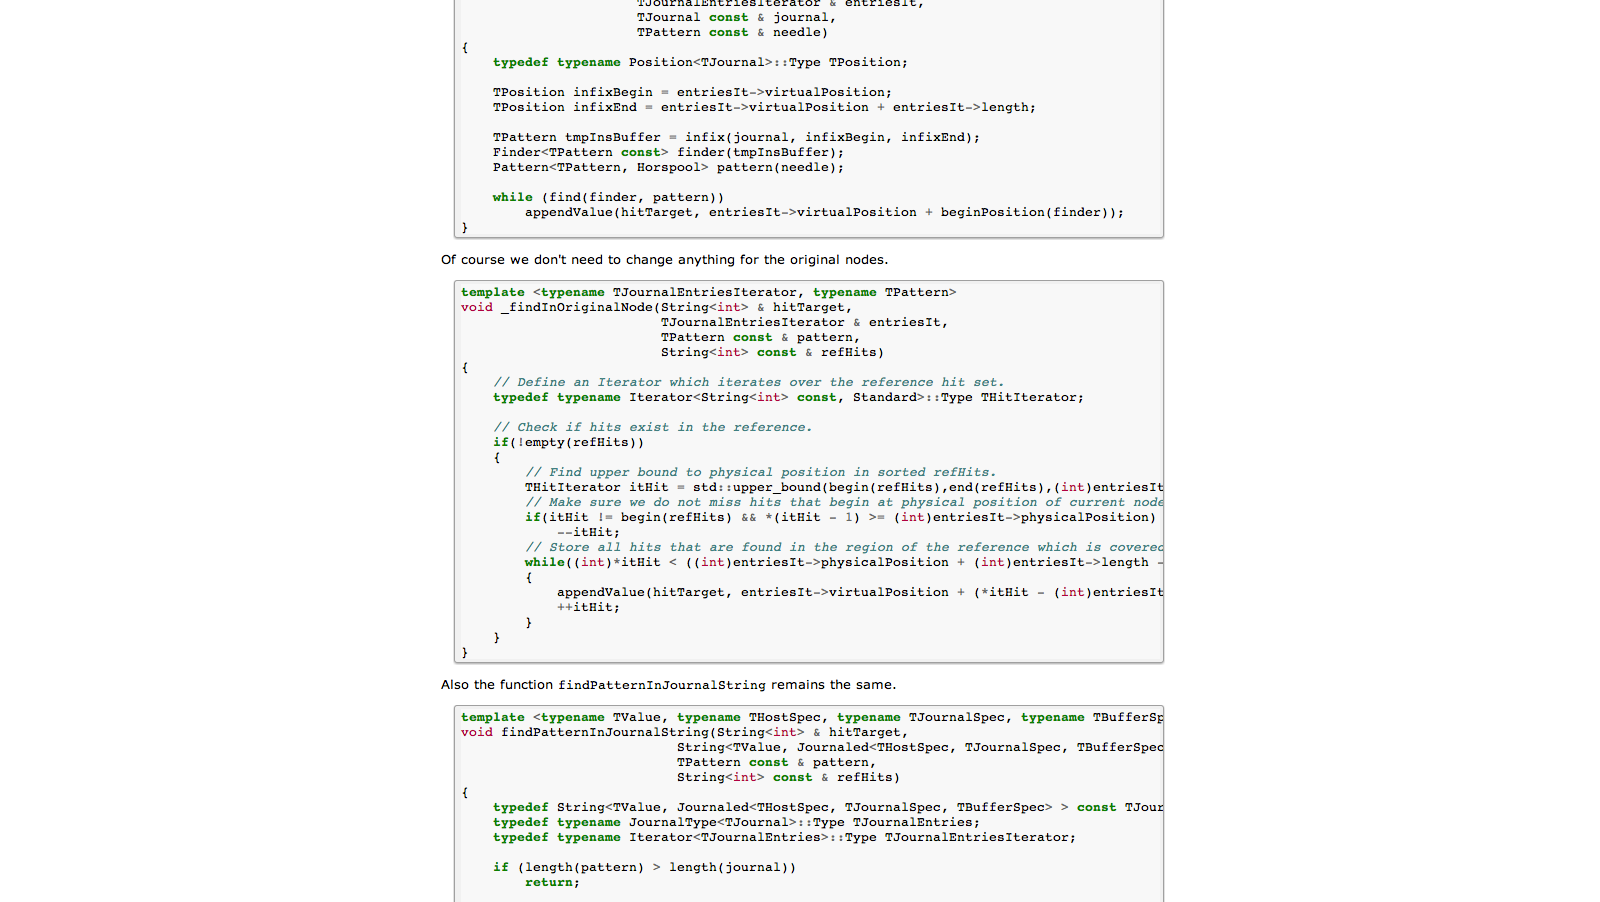 TJournalEntriesIterator & entriesIt,
TJournal const & journal,
TPattern const & needle)
{
typedef typename Position<TJournal>::Type TPosition;
TPosition infixBegin = entriesIt->virtualPosition;
TPosition infixEnd = entriesIt->virtualPosition + entriesIt->length;
TPattern tmpInsBuffer = infix(journal, infixBegin, infixEnd);
Finder<TPattern const> finder(tmpInsBuffer);
Pattern<TPattern, Horspool> pattern(needle);
while (find(finder, pattern))
appendValue(hitTarget, entriesIt->virtualPosition + beginPosition(finder));
}
Of course we don't need to change anything for the original nodes.
template <typename TJournalEntriesIterator, typename TPattern>
void _findInOriginalNode(String<int> & hitTarget,
TJournalEntriesIterator & entriesIt,
TPattern const & pattern,
String<int> const & refHits)
{
// Define an Iterator which iterates over the reference hit set.
typedef typename Iterator<String<int> const, Standard>::Type THitIterator;
// Check if hits exist in the reference.
if(!empty(refHits))
{
// Find upper bound to physical position in sorted refHits.
THitIterator itHit = std::upper_bound(begin(refHits),end(refHits),(int)entriesIt
// Make sure we do not miss hits that begin at physical position of current node
if(itHit != begin(refHits) && *(itHit - 1) >= (int)entriesIt->physicalPosition)
--itHit;
// Store all hits that are found in the region of the reference which is covered
while((int)*itHit < ((int)entriesIt->physicalPosition + (int)entriesIt->length -
{
appendValue(hitTarget, entriesIt->virtualPosition + (*itHit - (int)entriesIt
++itHit;
}
}
}
Also the function findPatternInJournalString remains the same.
template <typename TValue, typename THostSpec, typename TJournalSpec, typename TBufferSp
void findPatternInJournalString(String<int> & hitTarget,
String<TValue, Journaled<THostSpec, TJournalSpec, TBufferSpec
TPattern const & pattern,
String<int> const & refHits)
{
typedef String<TValue, Journaled<THostSpec, TJournalSpec, TBufferSpec> > const TJour
typedef typename JournalType<TJournal>::Type TJournalEntries;
typedef typename Iterator<TJournalEntries>::Type TJournalEntriesIterator;
if (length(pattern) > length(journal))
return;